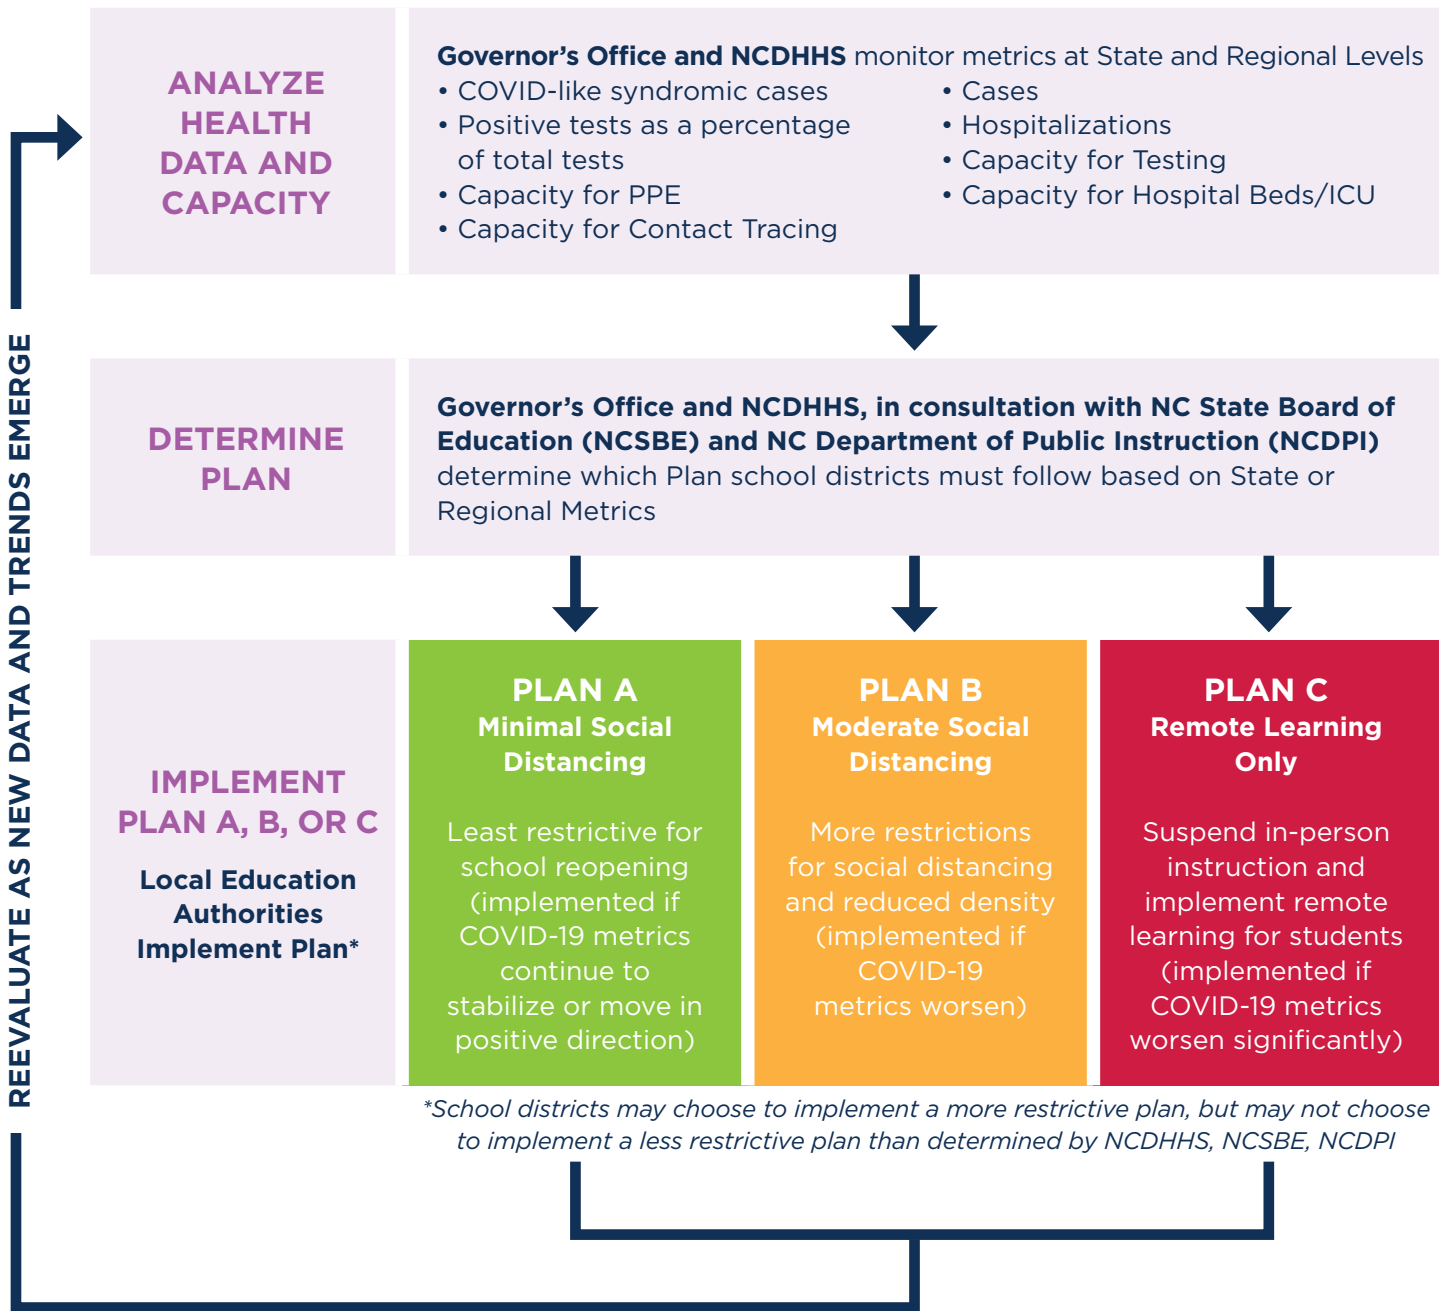 REEVALUATE AS NEW DATA AND TRENDS EMERGE
ANALYZE
HEALTH
DATA AND
CAPACITY
Governor’s Office and NCDHHS monitor metrics at State and Regional Levels
• COVID-like syndromic cases
• Positive tests as a percentage
of total tests
• Capacity for PPE
• Capacity for Contact Tracing
• Cases
• Hospitalizations
• Capacity for Testing
• Capacity for Hospital Beds/ICU
DETERMINE
PLAN
Governor’s Office and NCDHHS, in consultation with NC State Board of
Education (NCSBE) and NC Department of Public Instruction (NCDPI)
determine which Plan school districts must follow based on State or
Regional Metrics
IMPLEMENT
PLAN A, B, OR C
Local Education
Authorities
Implement Plan*
PLAN A
Minimal Social
Distancing
Least restrictive for
school reopening
(implemented if
COVID-19 metrics
continue to
stabilize or move in
positive direction)
PLAN B
Moderate Social
Distancing
More restrictions
for social distancing
and reduced density
(implemented if
COVID-19
metrics worsen)
PLAN C
Remote Learning
Only
Suspend in-person
instruction and
implement remote
learning for students
(implemented if
COVID-19 metrics
worsen significantly)
*School districts may choose to implement a more restrictive plan, but may not choose
to implement a less restrictive plan than determined by NCDHHS, NCSBE, NCDPI